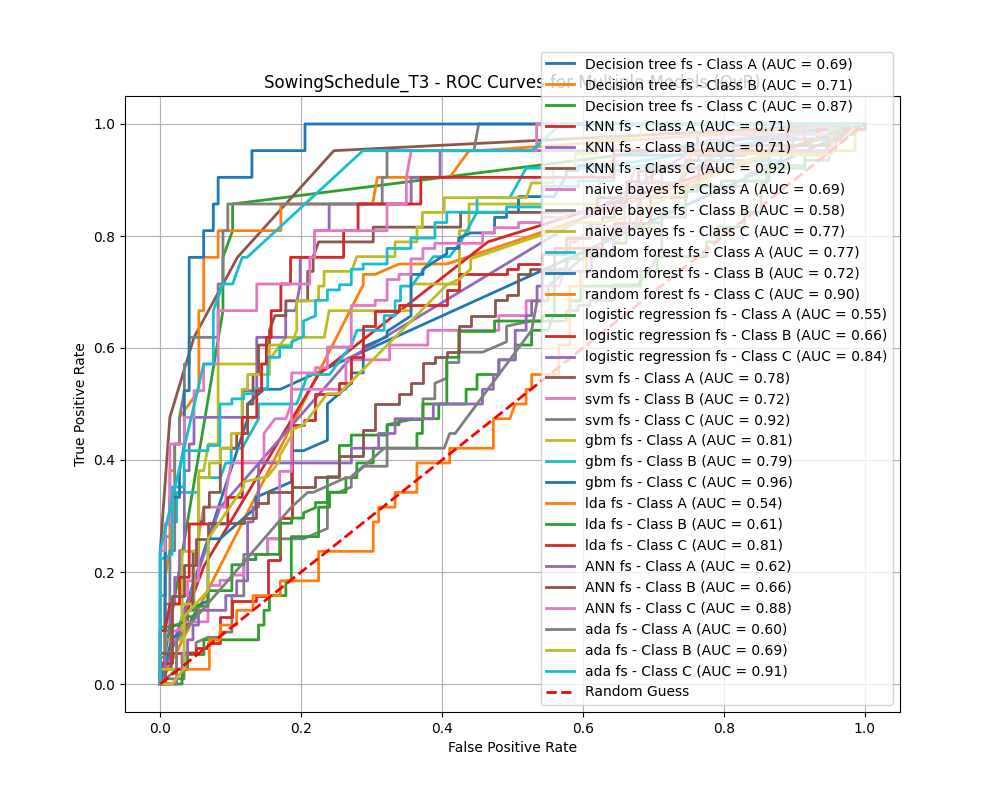 SowingSchedule_T3 - ROC Curves for Multiple Models (OvR)
True Positive Rate
1.0
0.8
0.6
0.4
0.2
0.0
0.0
0.2
0.4
0.6
0.8
1.0
False Positive Rate
Decision tree fs - Class A (AUC = 0.69)
Decision tree fs - Class B (AUC = 0.71)
Decision tree fs - Class C (AUC = 0.87)
KNN fs - Class A (AUC = 0.71)
KNN fs - Class B (AUC = 0.71)
KNN fs - Class C (AUC = 0.92)
naive bayes fs - Class A (AUC = 0.69)
naive bayes fs - Class B (AUC = 0.58)
naive bayes fs - Class C (AUC = 0.77)
random forest fs - Class A (AUC = 0.77)
random forest fs - Class B (AUC = 0.72)
random forest fs - Class C (AUC = 0.90)
logistic regression fs - Class A (AUC = 0.55)
logistic regression fs - Class B (AUC = 0.66)
logistic regression fs - Class C (AUC = 0.84)
svm fs - Class A (AUC = 0.78)
svm fs - Class B (AUC = 0.72)
svm fs - Class C (AUC = 0.92)
gbm fs - Class A (AUC = 0.81)
gbm fs - Class B (AUC = 0.79)
gbm fs - Class C (AUC = 0.96)
lda fs - Class A (AUC = 0.54)
lda fs - Class B (AUC = 0.61)
lda fs - Class C (AUC = 0.81)
ANN fs - Class A (AUC = 0.62)
ANN fs - Class B (AUC = 0.66)
ANN fs - Class C (AUC = 0.88)
ada fs - Class A (AUC = 0.60)
ada fs - Class B (AUC = 0.69)
ada fs - Class C (AUC = 0.91)
Random Guess